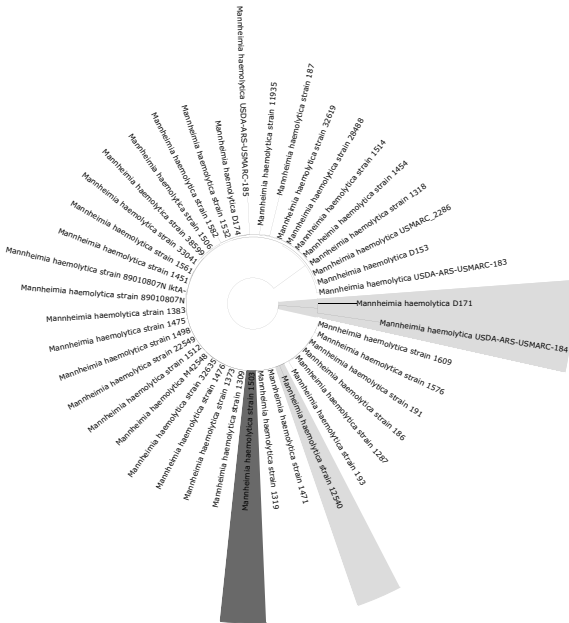 Mannheimia haemolytica USDA-ARS-USMARC-185
Mannheimia haemolytica strain 11935
Mannheimia haemolytica strain 187
Mannheimia haemolytica strain 32619
Mannheimia haemolytica strain 28488
Mannheimia haemolytica strain 1514
Mannheimia haemolytica strain 1454
Mannheimia haemolytica strain 1318
Mannheimia haemolytica USMARC_2286
Mannheimia haemolytica D153
Mannheimia haemolytica USDA-ARS-USMARC-183
Mannheimia haemolytica D171
Mannheimia haemolytica USDA-ARS-USMARC-184
Mannheimia haemolytica strain 1609
Mannheimia haemolytica strain 1576
Mannheimia haemolytica strain 191
Mannheimia haemolytica strain 186
Mannheimia haemolytica strain 1287
Mannheimia haemolytica strain 193
Mannheimia haemolytica strain 12540
Mannheimia haemolytica strain 1471
Mannheimia haemolytica strain 1319
Mannheimia haemolytica strain
Mannheimia haemolytica strain 1309
Mannheimia haemolytica strain 1373
Mannheimia haemolytica strain 1476
Mannheimia haemolytica strain 32635
Mannheimia haemolytica M42548
Mannheimia haemolytica strain 1512
Mannheimia haemolytica strain 22549
Mannheimia haemolytica strain 1498
Mannheimia haemolytica strain 1475
Mannheimia haemolytica strain 1383
Mannheimia haemolytica strain 89010807N
Mannheimia haemolytica strain 89010807N lktA-
Mannheimia haemolytica strain 1451
Mannheimia haemolytica strain 1561
Mannheimia haemolytica strain 33041
Mannheimia haemolytica strain 38599
Mannheimia haemolytica strain 1506
Mannheimia haemolytica strain 1582
Mannheimia haemolytica strain 1532
Mannheimia haemolytica D174